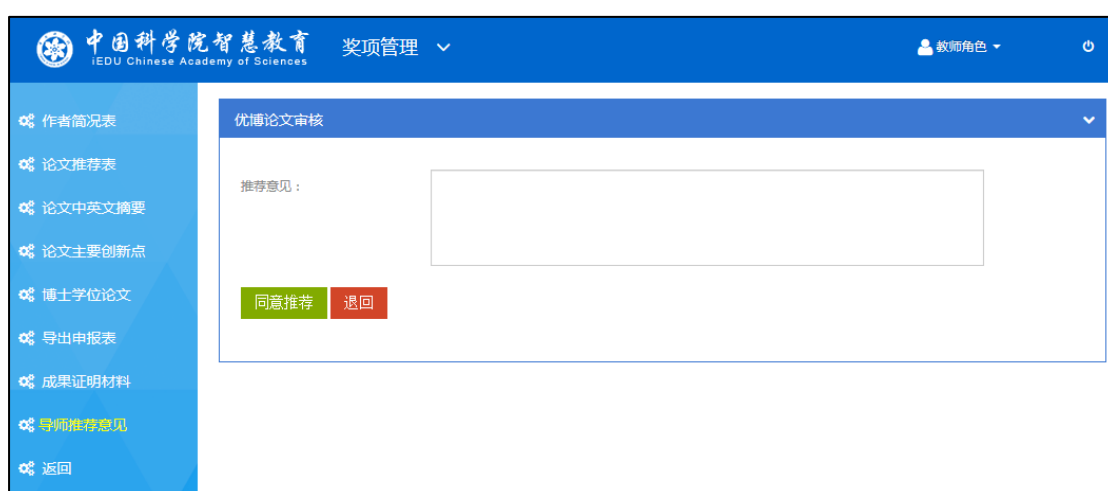 中国科学院智慧教育
iEDU Chinese Academy of Sciences
奖项管理
教师角色
作者简况表
论文推荐表
论文中英文摘要
论文主要创新点
博士学位论文
导出申报表
成果证明材料
导师推荐意见
返回
优博论文审核
推荐意见：
同意推荐
退回